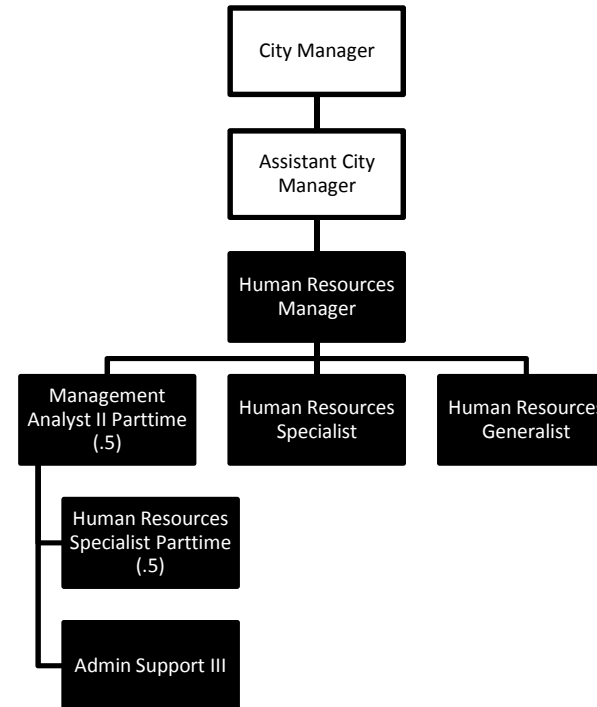 City Manager
Assistant City
Manager
Human Resources
Manager
Management
Analyst II Parttime
(.5)
Human Resources
Specialist
Human Resources
Generalist
Human Resources
Specialist Parttime
(.5)
Admin Support III